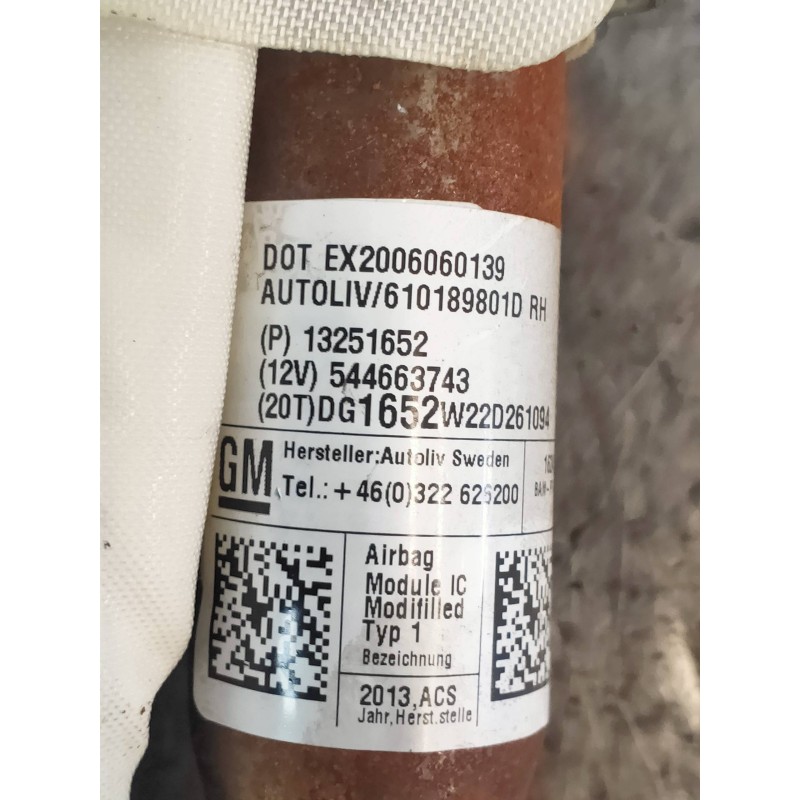 DOT EX2006060139
AUTOLIV/610189801D RH
(P) 13251652
(12V) 544663743
(20T)DG1652W22D261094
GM
Hersteller:Autoliv Sweden
Tel.: +46(0)322 626200
Airbag
Module IC
Modifilled
Typ 1
Bezeichnung
2013,ACS
Jahr,Herst.stelle